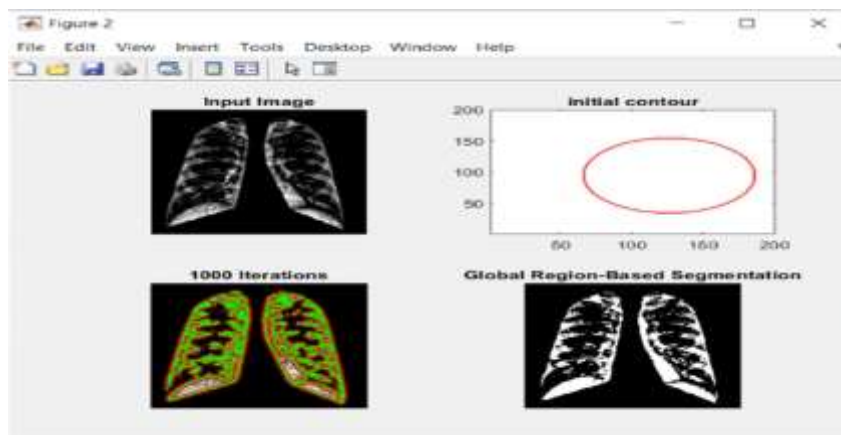 Figure 2
File Edit View Insert Tools Desktop Window Help
Input Image
Initial contour
200
150
100
50
50 100 150 200
1000 Iterations
Global Region-Based Segmentation